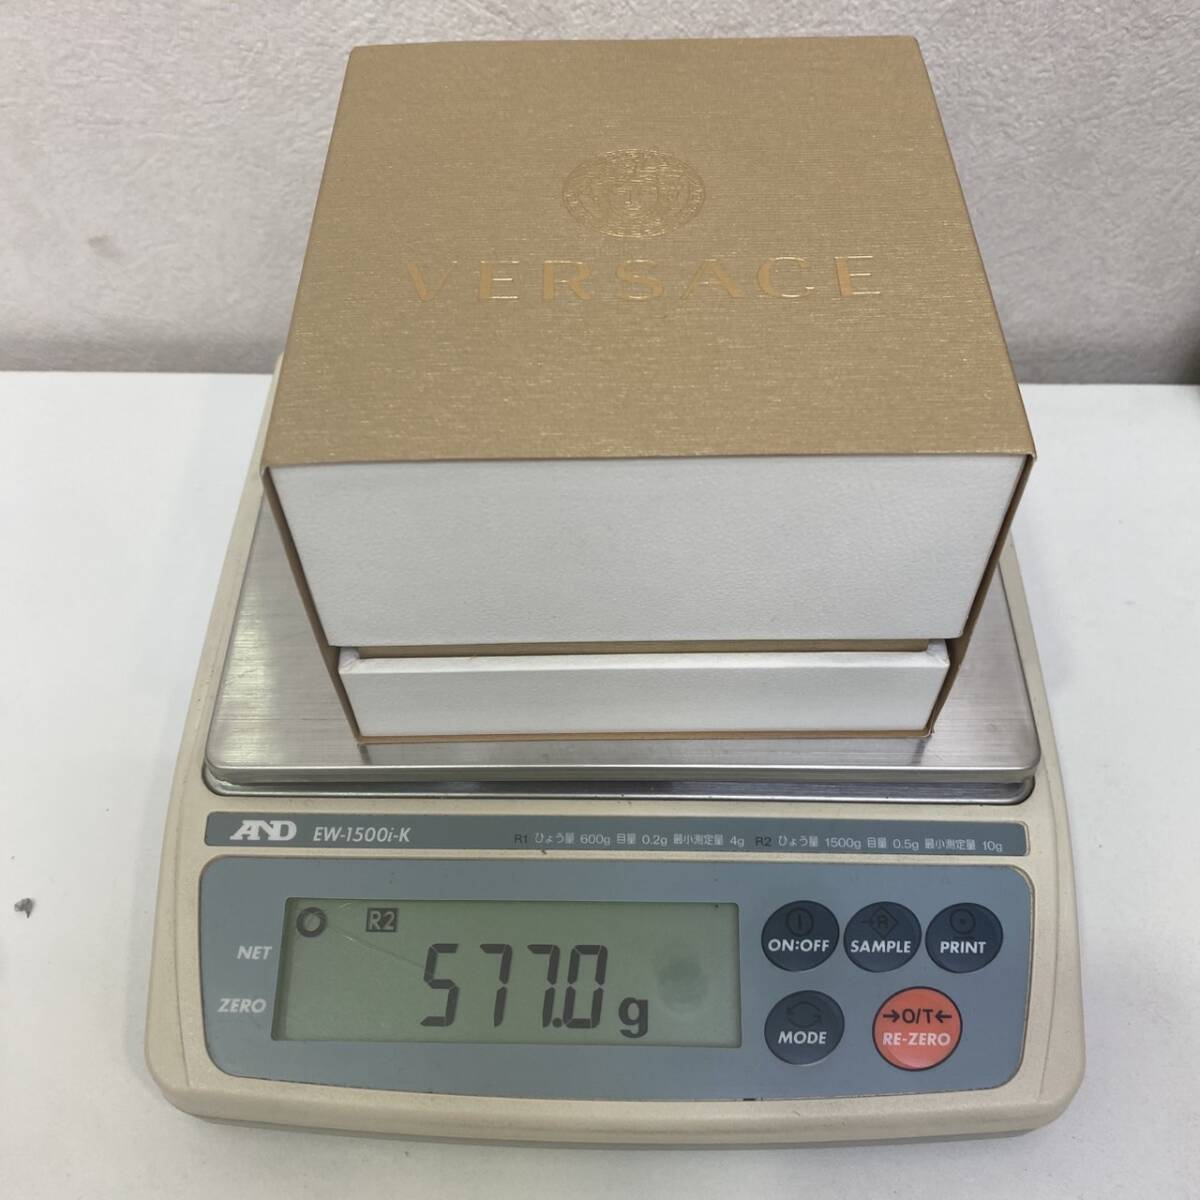 VERSACE
AND EW-1500i-K R1 ひょう量 600g 目量 0.2g 最小測定量 4g R2 ひょう量 1500g 目量 0.5g 最小測定量 10g
R2
577.0 g
NET
ZERO
ON:OFF
R
SAMPLE
PRINT
MODE
→O/T←
RE-ZERO